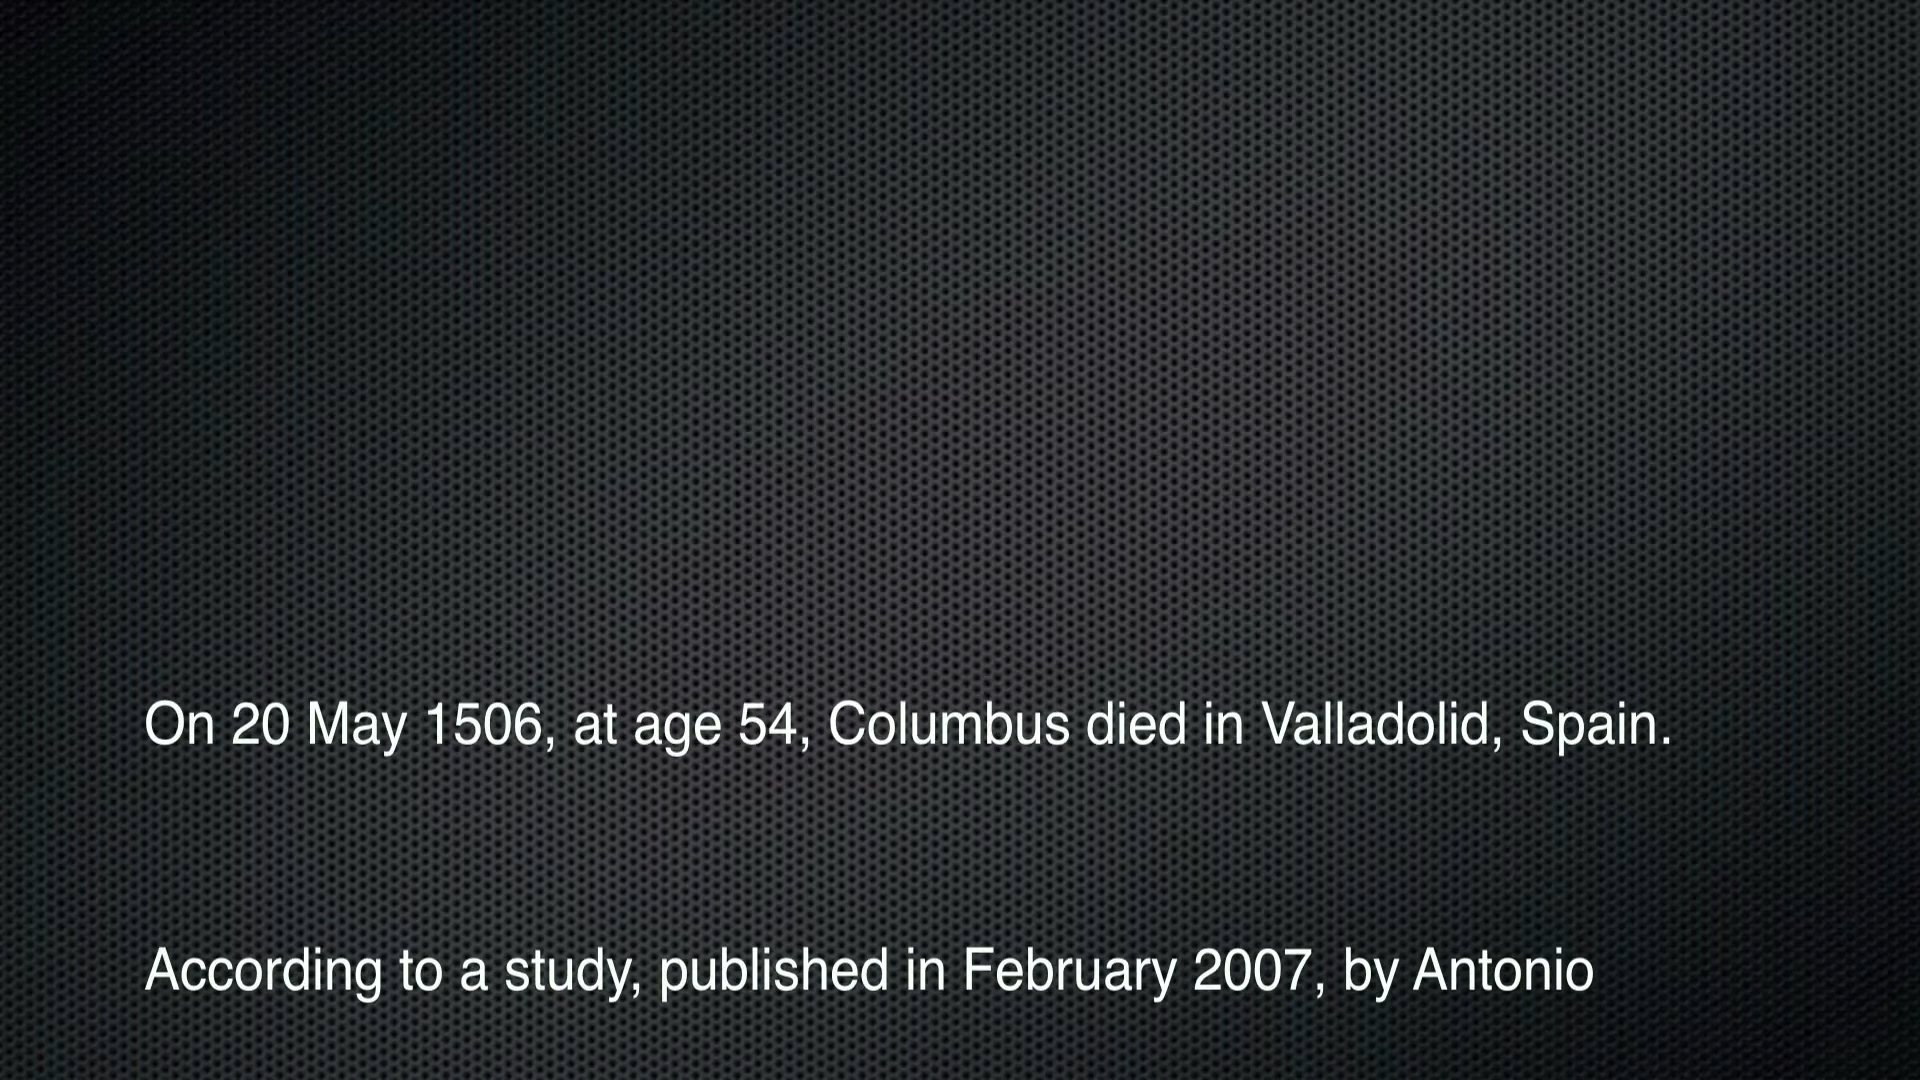 On 20 May 1506, at age 54, Columbus died in Valladolid, Spain.
According to a study, published in February 2007, by Antonio